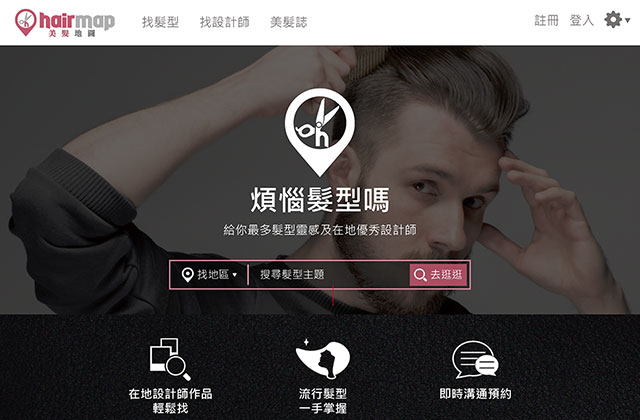 hairmap
美髮地圖
找髮型 找設計師 美髮誌 註冊 登入
煩惱髮型嗎
給你最多髮型靈感及在地優秀設計師
找地區 搜尋髮型主題 去逛逛
在地設計師作品
輕鬆找
流行髮型
一手掌握
即時溝通預約